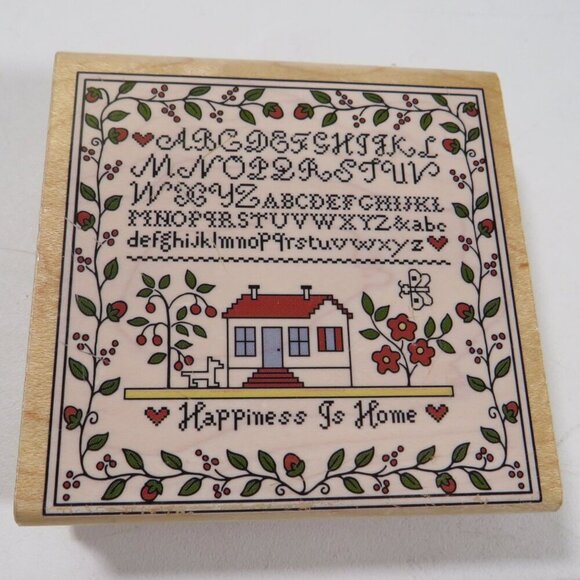 ABCDEFGHIJKL
MNOPQRSTUV
WXYZ ABCDEFGHIJKL
MNOPQRSTUVWXYZ&abc
defghijklmnopqrstuvwxyz
Happiness Is Home